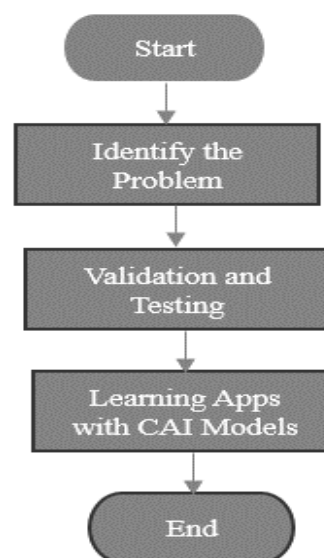 Start
Identify the
Problem
Validation and
Testing
Learning Apps
with CAI Models
End